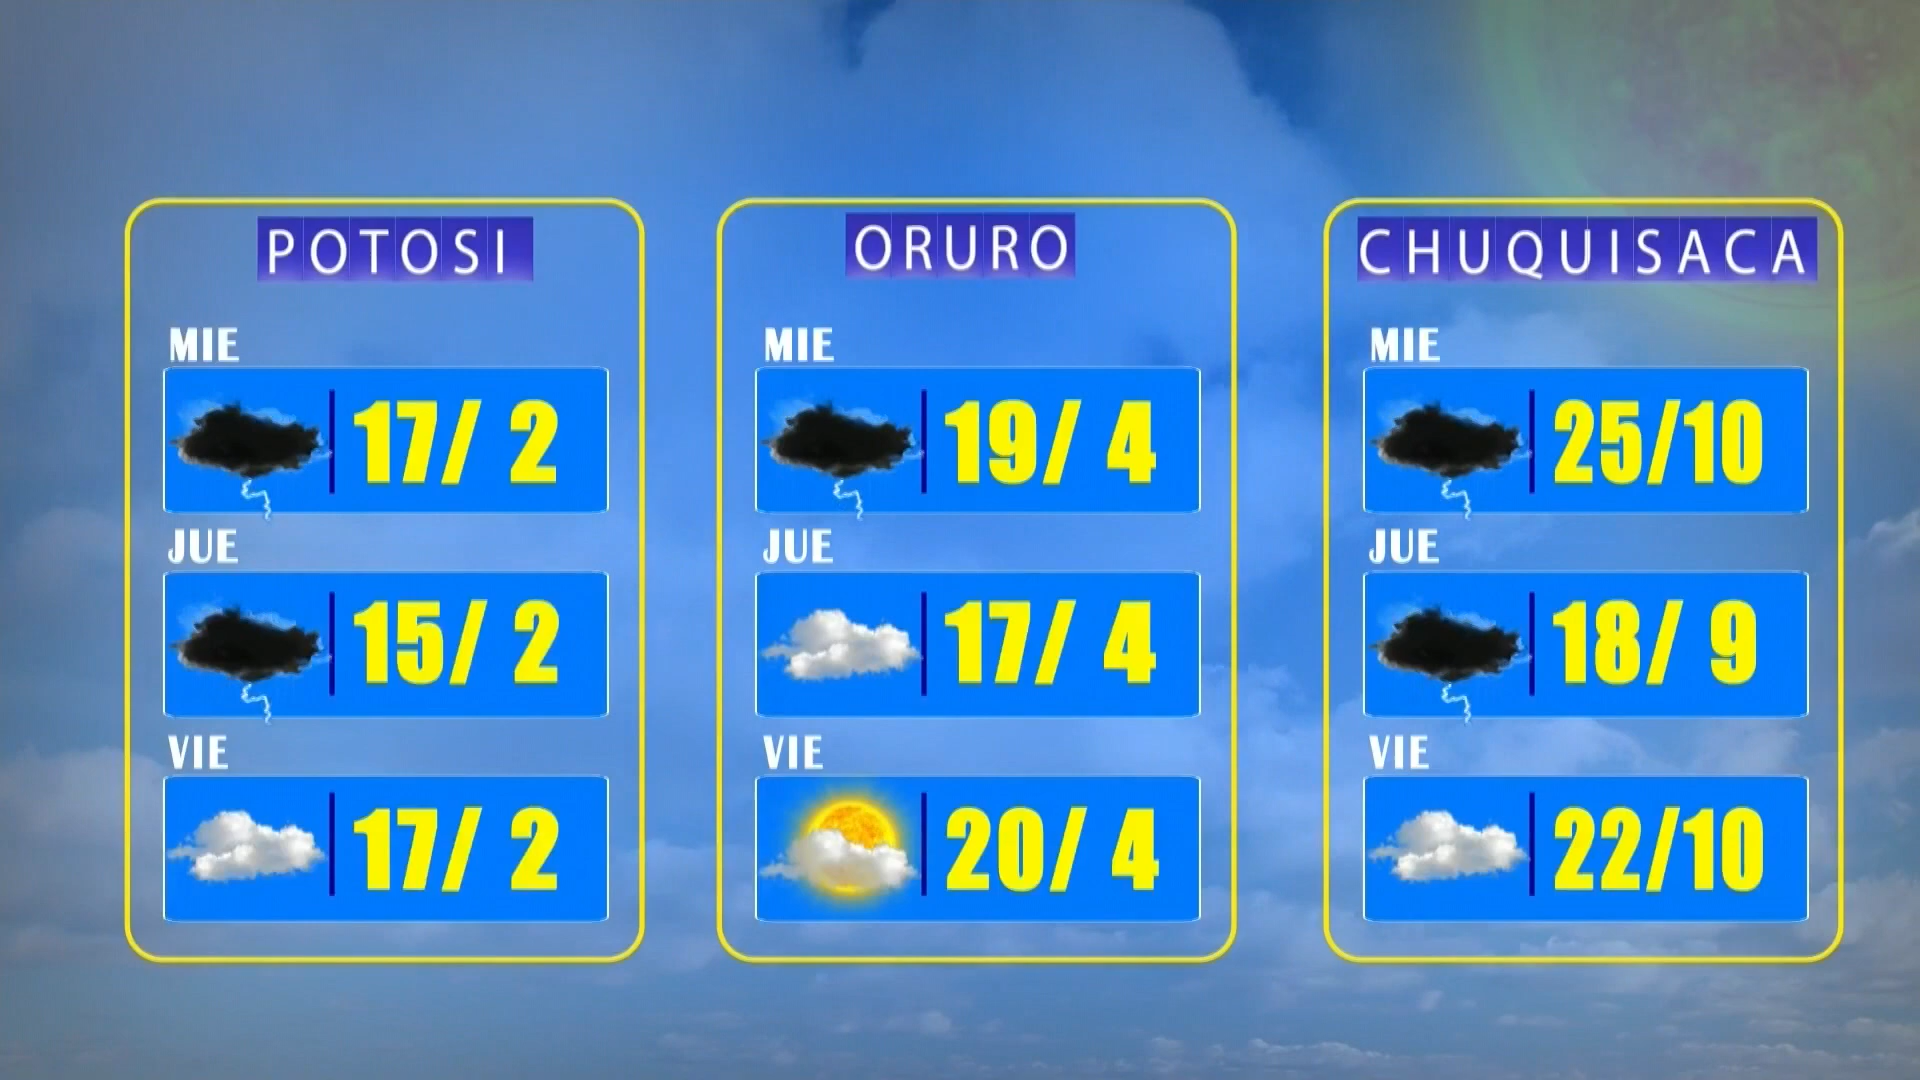 POTOSI
MIE
17/ 2
JUE
15/ 2
VIE
17/ 2
ORURO
MIE
19/ 4
JUE
17/ 4
VIE
20/ 4
CHUQUISACA
MIE
25/10
JUE
18/ 9
VIE
22/10